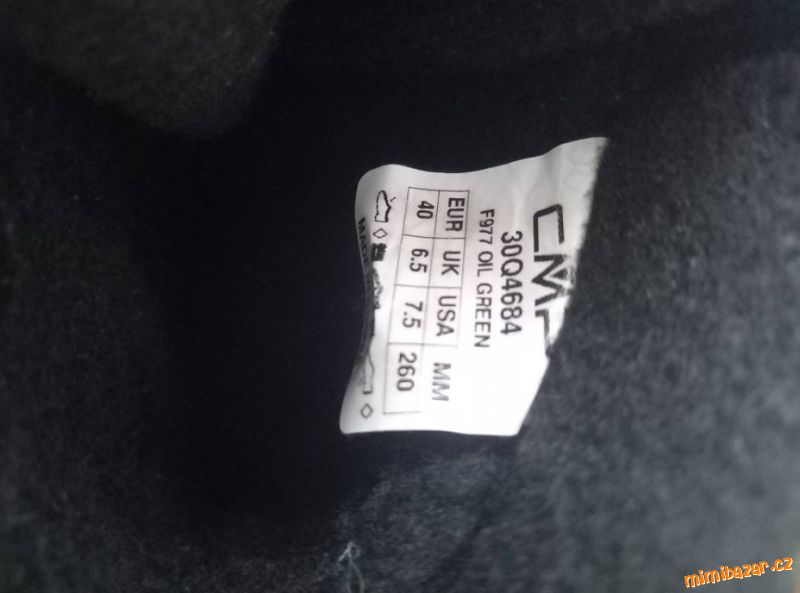 CMP
30Q4684
F977 OIL GREEN
EUR UK USA MM
40 6.5 7.5 260
mimibazar.cz